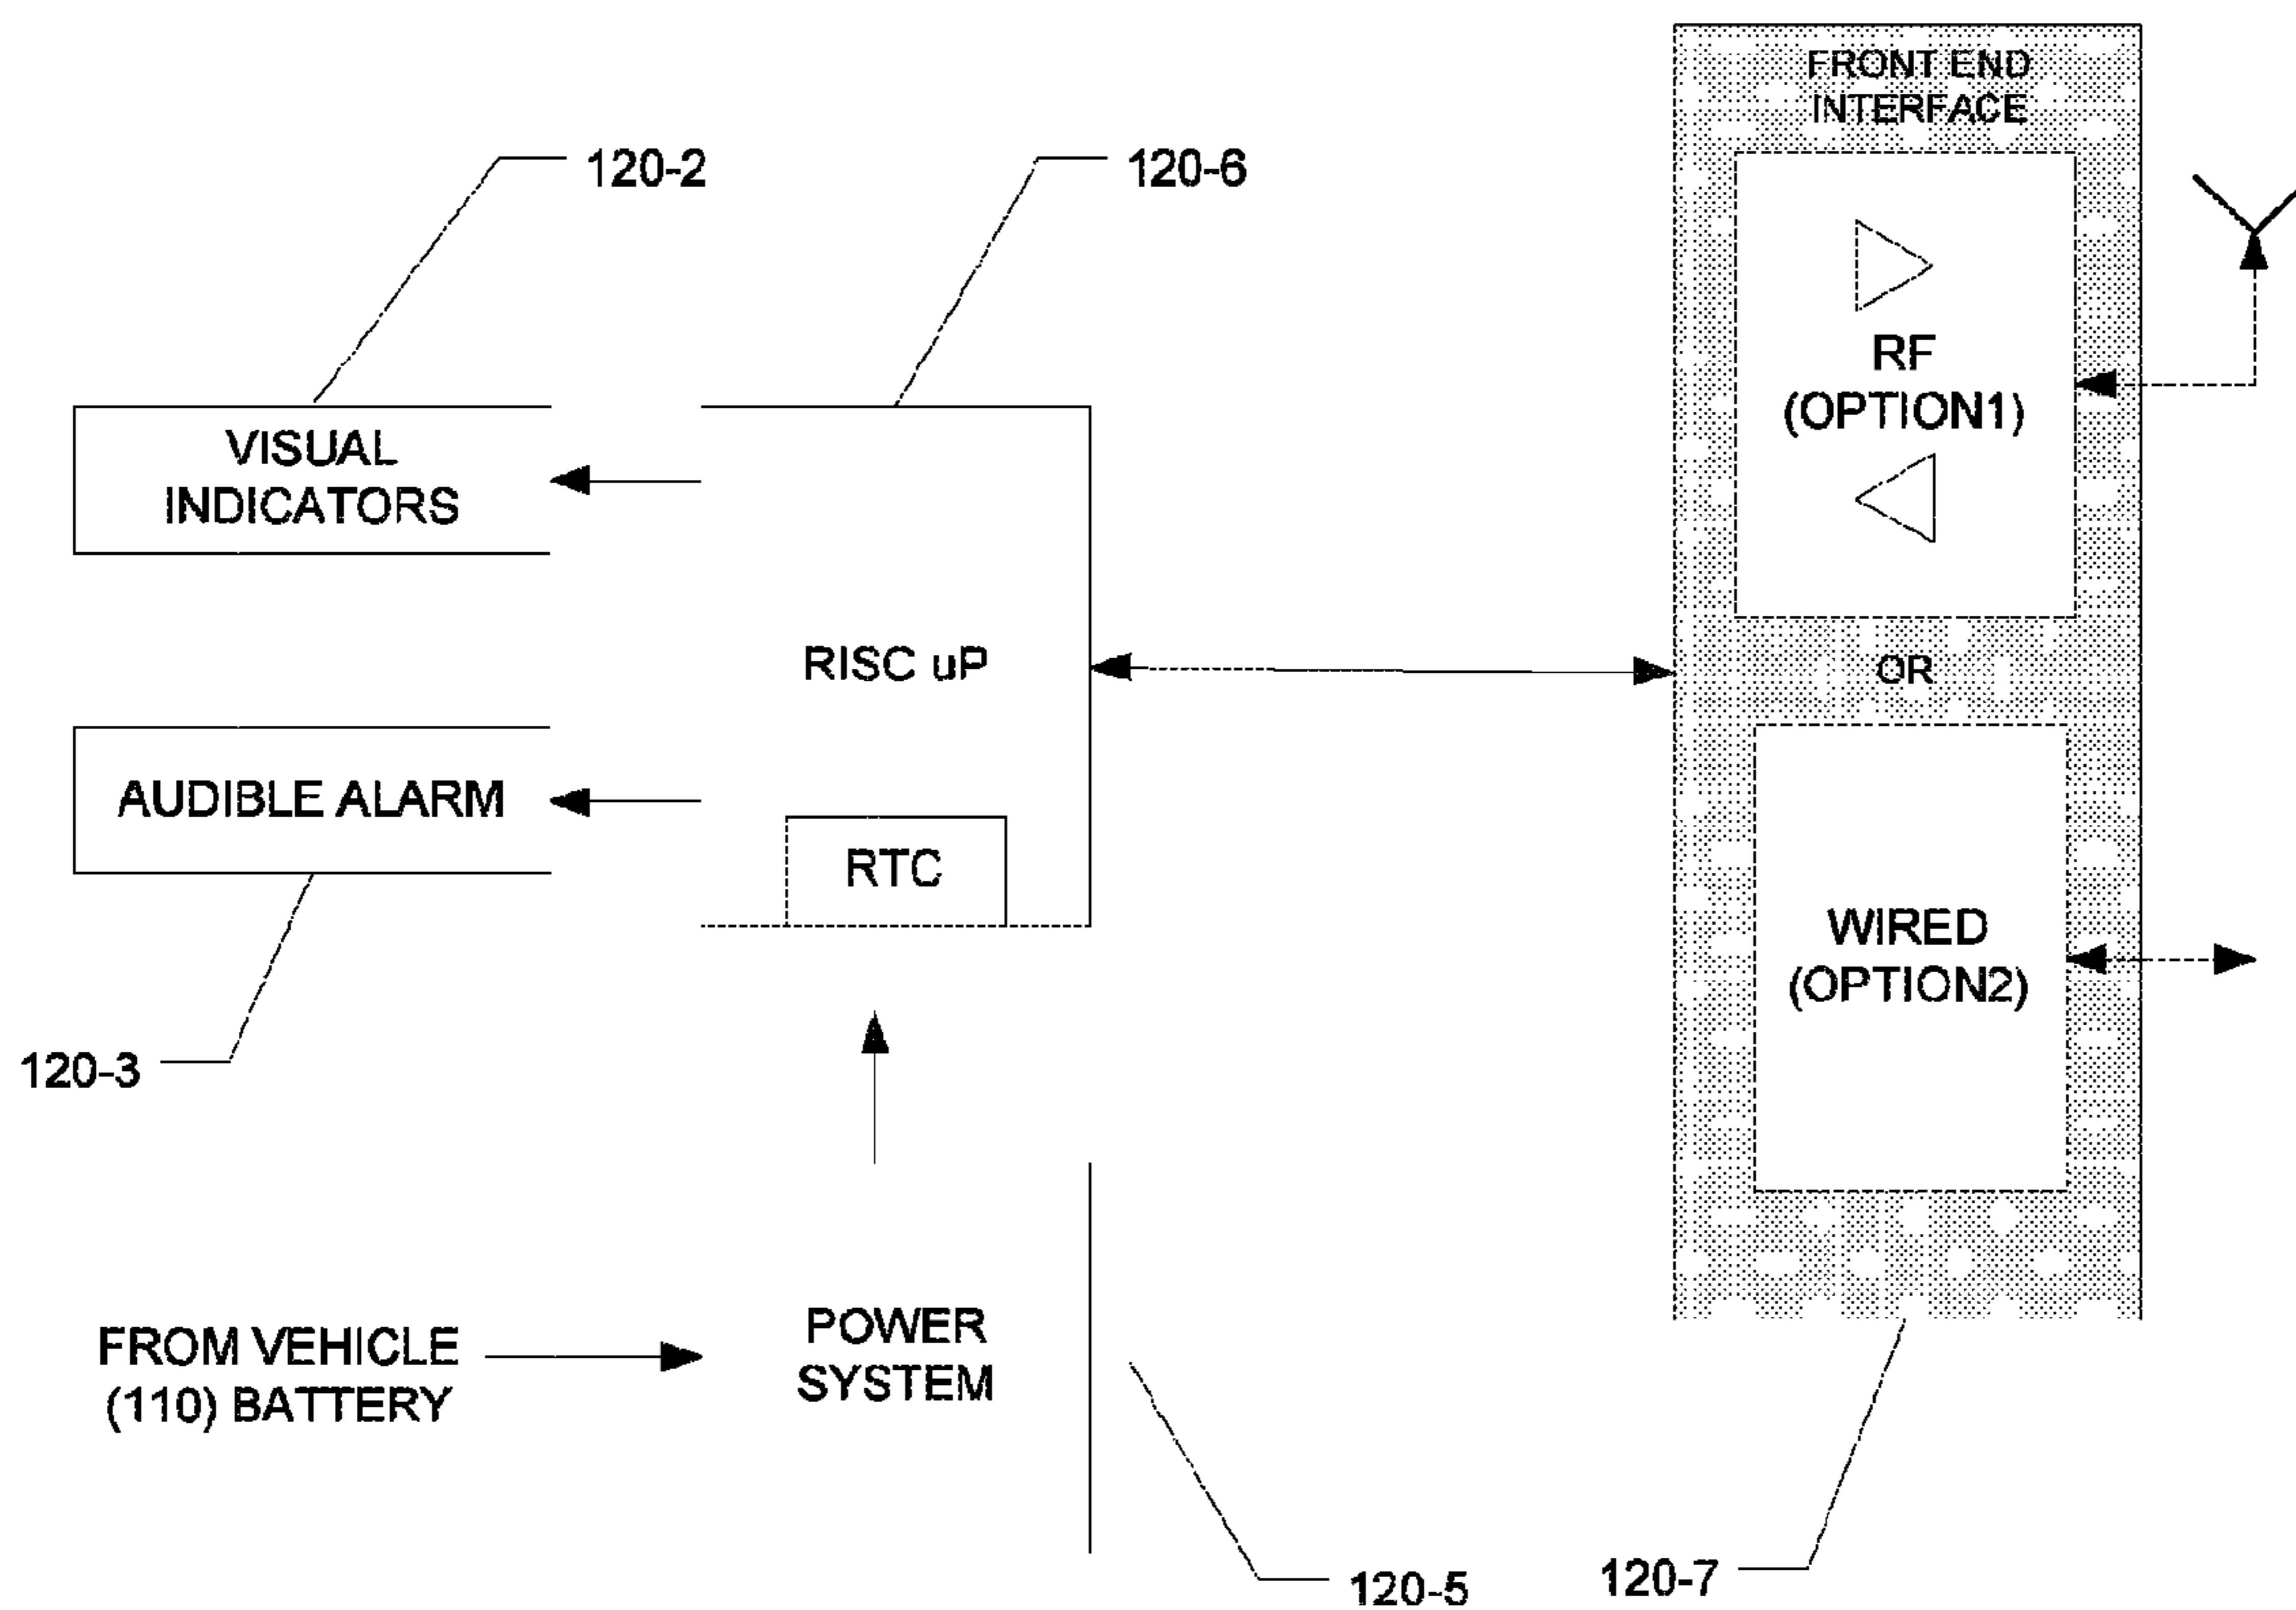 FRONT END
INTERFACE
120-2
120-6
RF
(OPTION1)
VISUAL
INDICATORS
RISC uP
OR
AUDIBLE ALARM
RTC
WIRED
(OPTION2)
120-3
FROM VEHICLE
(110) BATTERY
POWER
SYSTEM
120-5
120-7